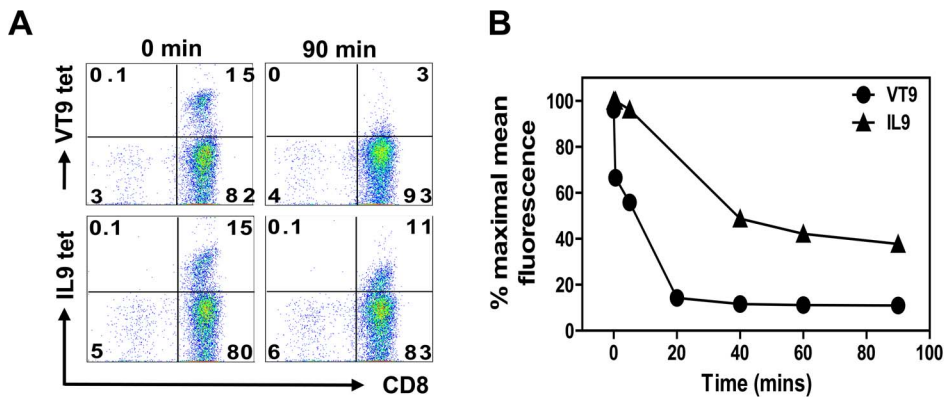 A
0 min
90 min
VT9 tet
0.1
15
3
82
0
3
4
93
IL9 tet
0.1
15
5
80
0.1
11
6
83
CD8
B
% maximal mean
fluorescence
100
80
60
40
20
0
VT9
IL9
0
20
40
60
80
100
Time (mins)